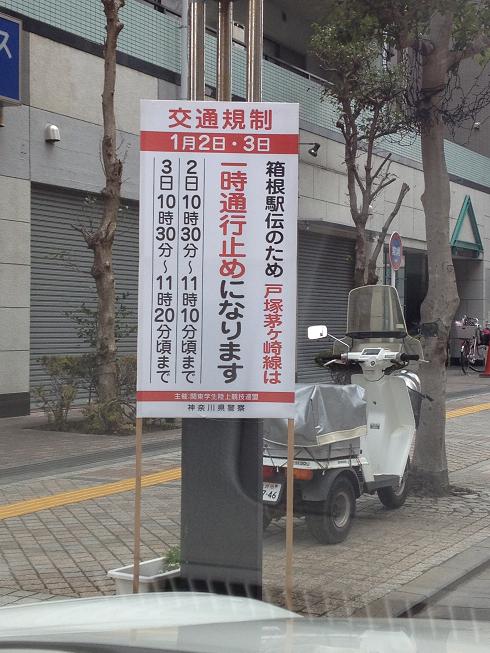 交通規制
1月2日・3日
箱根駅伝のため 戸塚茅ヶ崎線は
一時通行止めになります
2日10時30分～11時10分頃まで
3日10時30分～11時20分頃まで
主催:関東学生陸上競技連盟
神奈川県警察
ス
7-46